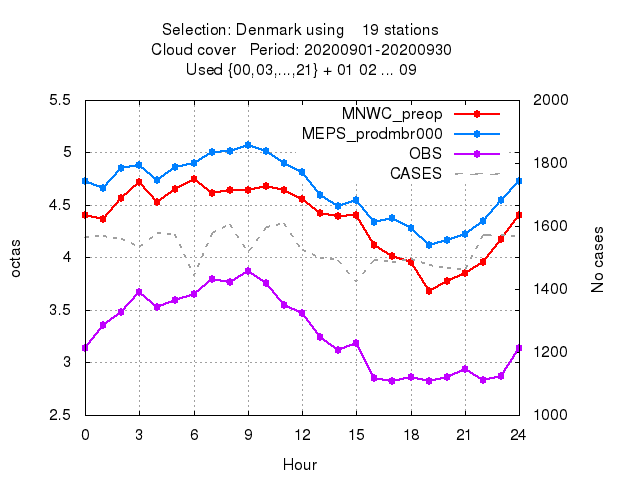 Selection: Denmark using 19 stations
Cloud cover Period: 20200901-20200930
Used {00,03,...,21} + 01 02 ... 09
5.5
5
4.5
4
3.5
3
2.5
octas
MNWC_preop
MEPS_prodmbr000
OBS
CASES
2000
1800
1600
1400
1200
1000
No cases
0 3 6 9 12 15 18 21 24
Hour